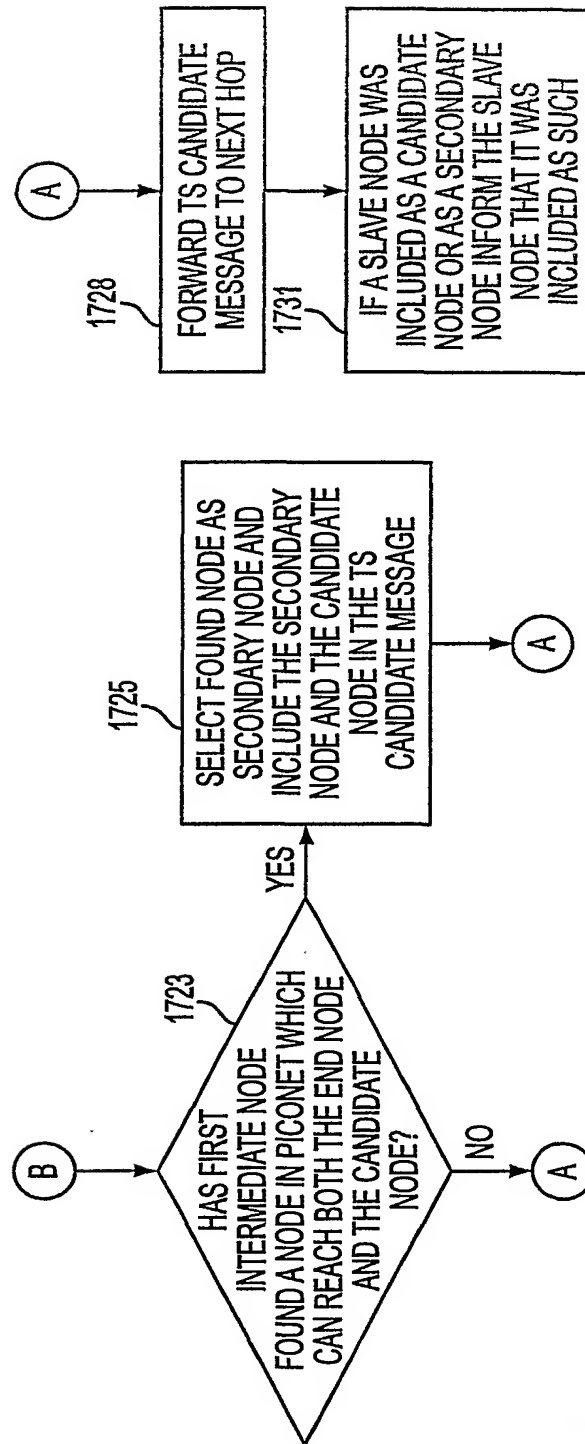 B
1723
HAS FIRST
INTERMEDIATE NODE
FOUND A NODE IN PICONET WHICH
CAN REACH BOTH THE END NODE
AND THE CANDIDATE
NODE?
YES
NO
A
1725
SELECT FOUND NODE AS
SECONDARY NODE AND
INCLUDE THE SECONDARY
NODE AND THE CANDIDATE
NODE IN THE TS
CANDIDATE MESSAGE
A
A
1728
FORWARD TS CANDIDATE
MESSAGE TO NEXT HOP
1731
IF A SLAVE NODE WAS
INCLUDED AS A CANDIDATE
NODE OR AS A SECONDARY
NODE INFORM THE SLAVE
NODE THAT IT WAS
INCLUDED AS SUCH